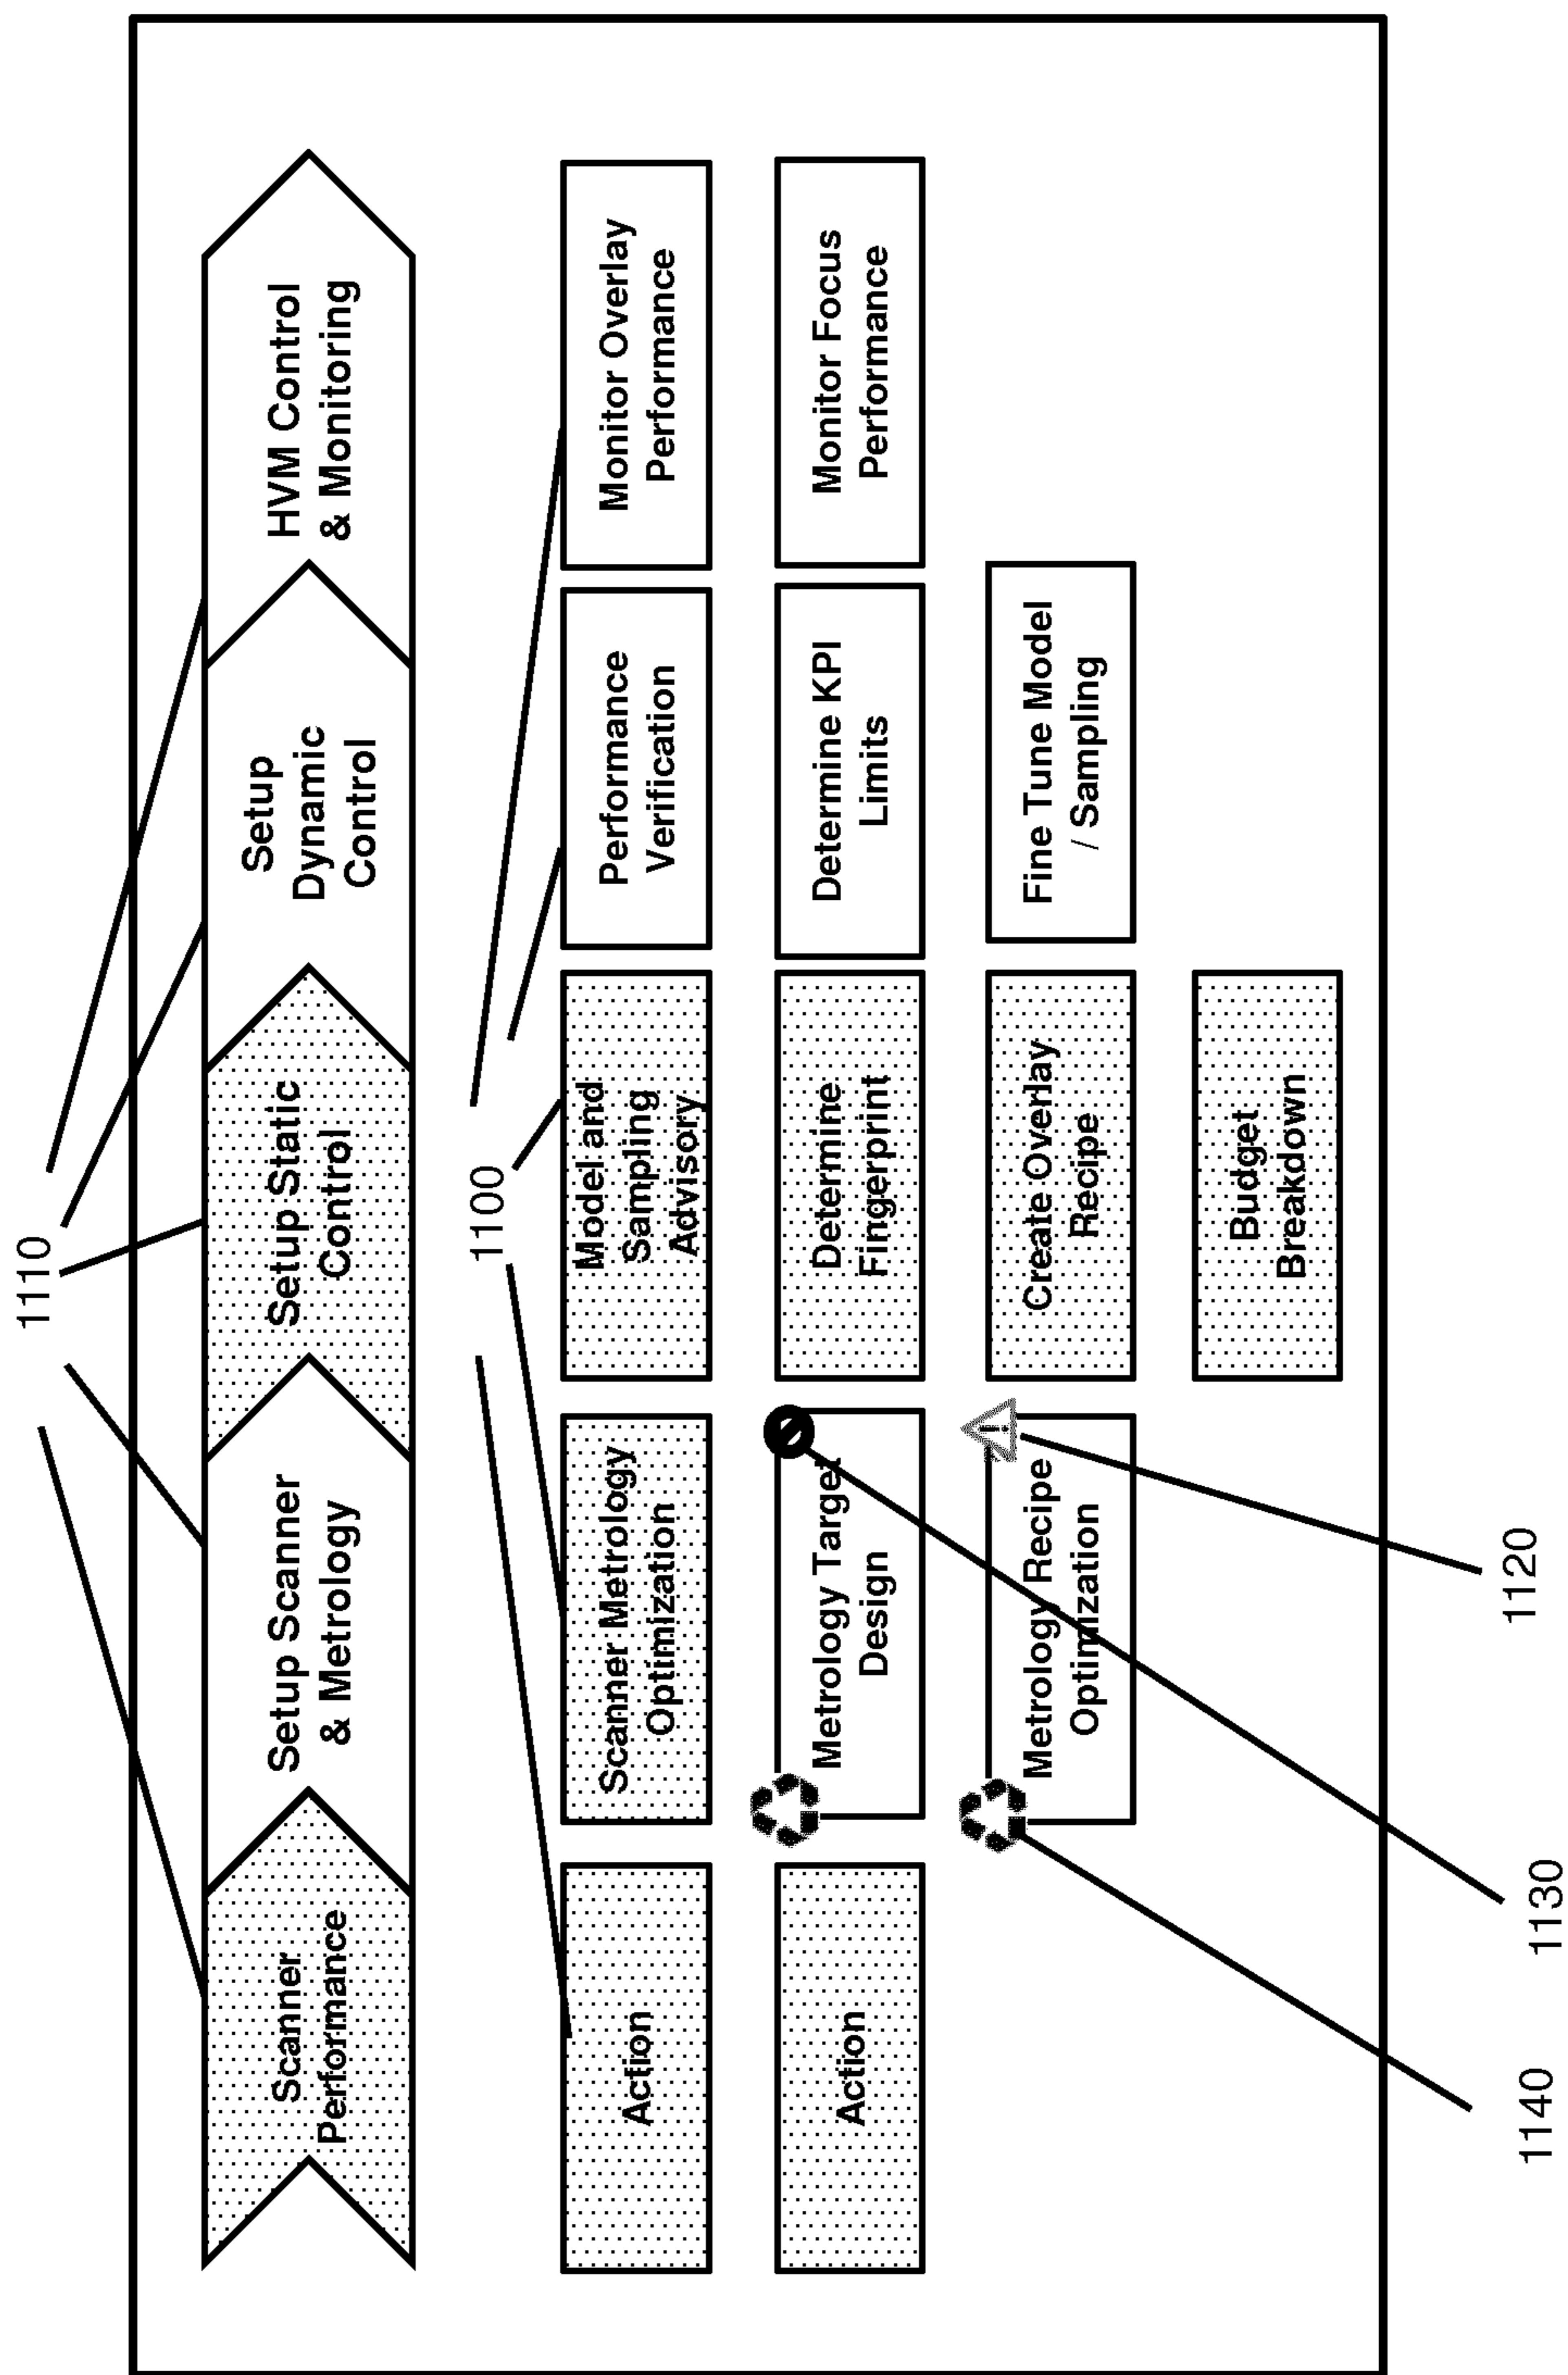 1110
Scanner
Performance
Setup Scanner
& Metrology
Setup Static
Control
Setup
Dynamic
Control
HVM Control
& Monitoring
1100
Action
Scanner Metrology
Optimization
Model and
Sampling
Advisory
Performance
Verification
Monitor Overlay
Performance
Action
Metrology Target
Design
Determine
Fingerprint
Determine KPI
Limits
Monitor Focus
Performance
Metrology Recipe
Optimization
!
Create Overlay
Recipe
Fine Tune Model
/ Sampling
Budget
Breakdown
1140
1130
1120